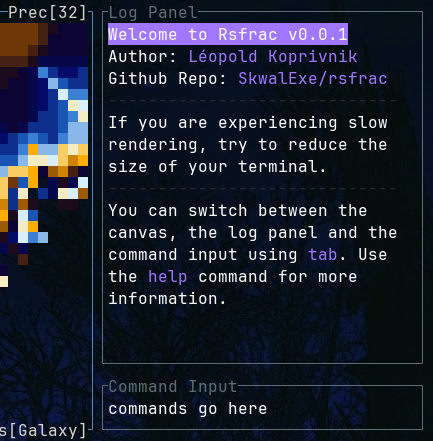 Prec[32]
Log Panel
Welcome to Rsfrac v0.0.1
Author: Léopold Koprivnik
Github Repo: SkwalExe/rsfrac
If you are experiencing slow
rendering, try to reduce the
size of your terminal.
You can switch between the
canvas, the log panel and the
command input using tab. Use
the help command for more
information.
Command Input
commands go here
s[Galaxy]